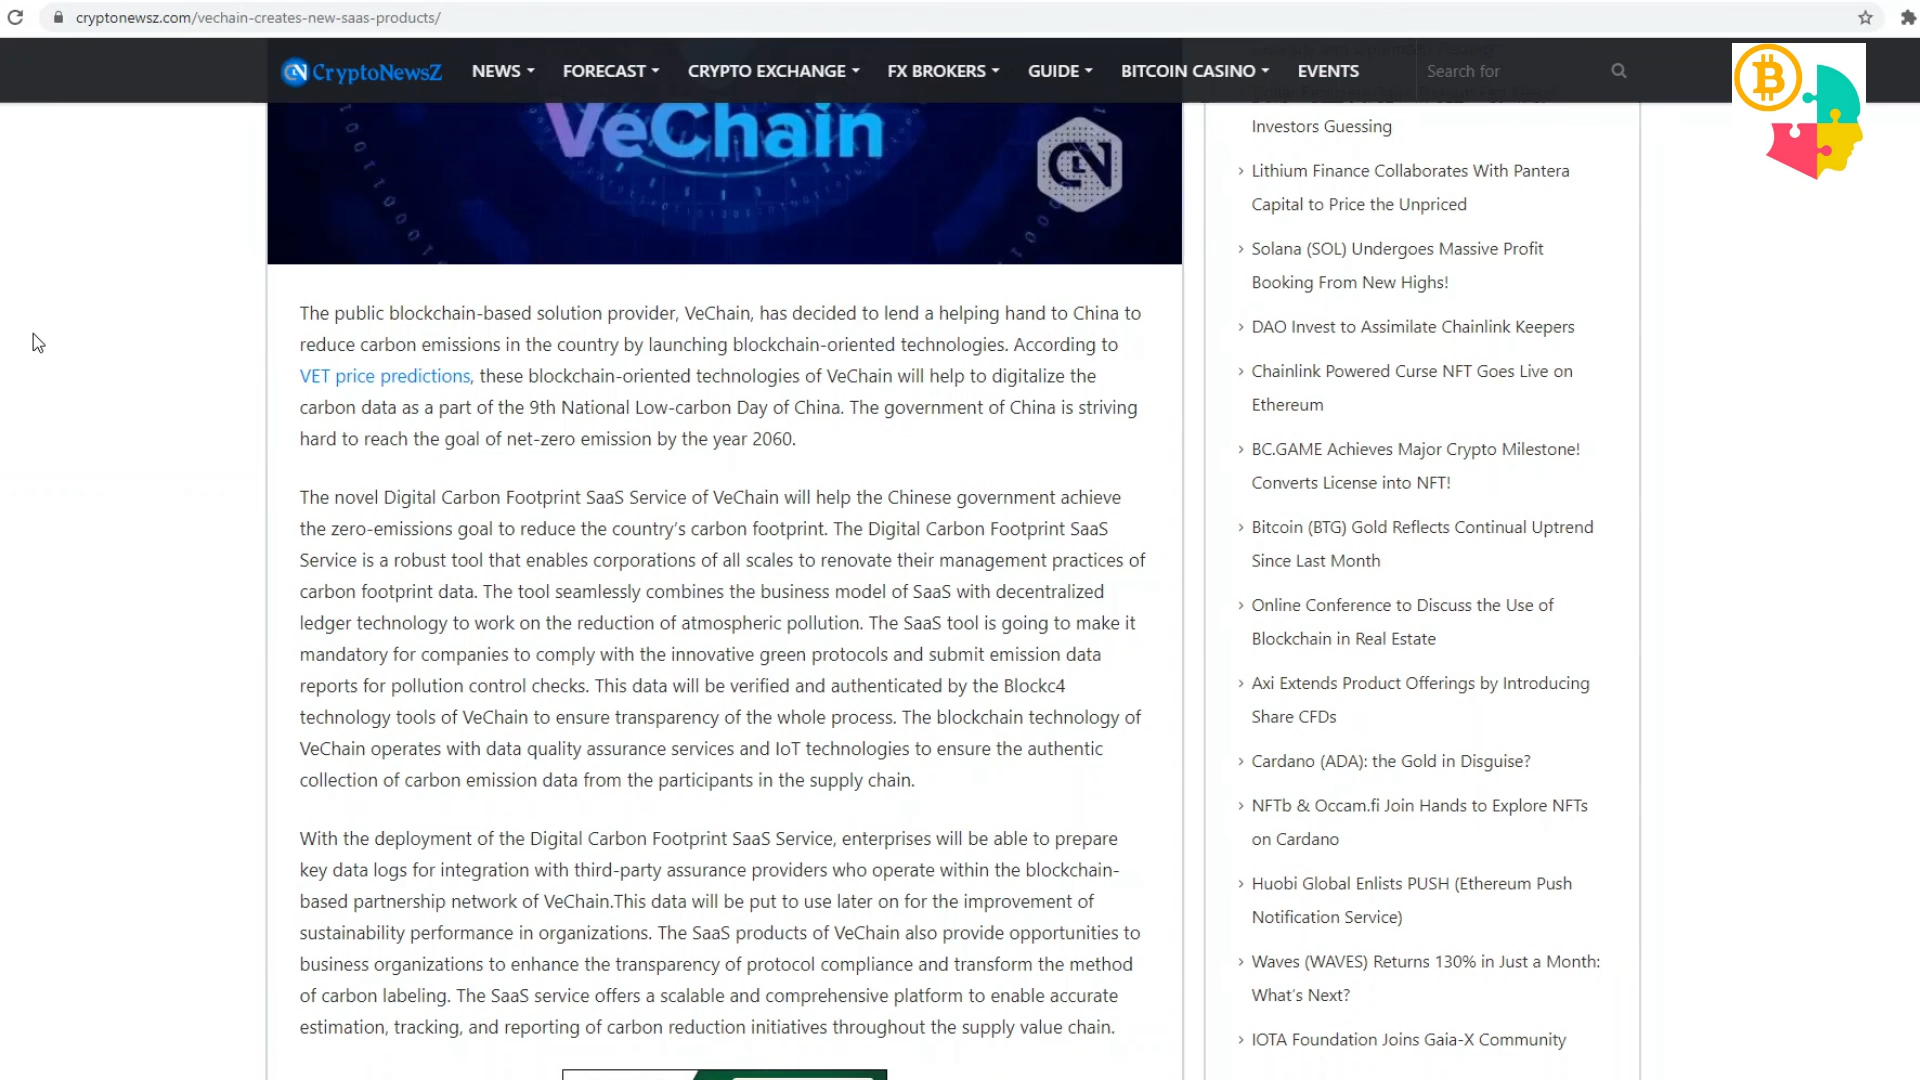 cryptonewsz.com/vechain-creates-new-saas-products/
CryptoNewsZ NEWS FORECAST CRYPTO EXCHANGE FX BROKERS GUIDE BITCOIN CASINO EVENTS Search for
VeChain
The public blockchain-based solution provider, VeChain, has decided to lend a helping hand to China to
reduce carbon emissions in the country by launching blockchain-oriented technologies. According to
VET price predictions, these blockchain-oriented technologies of VeChain will help to digitalize the
carbon data as a part of the 9th National Low-carbon Day of China. The government of China is striving
hard to reach the goal of net-zero emission by the year 2060.
The novel Digital Carbon Footprint SaaS Service of VeChain will help the Chinese government achieve
the zero-emissions goal to reduce the country’s carbon footprint. The Digital Carbon Footprint SaaS
Service is a robust tool that enables corporations of all scales to renovate their management practices of
carbon footprint data. The tool seamlessly combines the business model of SaaS with decentralized
ledger technology to work on the reduction of atmospheric pollution. The SaaS tool is going to make it
mandatory for companies to comply with the innovative green protocols and submit emission data
reports for pollution control checks. This data will be verified and authenticated by the Blockc4
technology tools of VeChain to ensure transparency of the whole process. The blockchain technology of
VeChain operates with data quality assurance services and IoT technologies to ensure the authentic
collection of carbon emission data from the participants in the supply chain.
With the deployment of the Digital Carbon Footprint SaaS Service, enterprises will be able to prepare
key data logs for integration with third-party assurance providers who operate within the blockchain-
based partnership network of VeChain.This data will be put to use later on for the improvement of
sustainability performance in organizations. The SaaS products of VeChain also provide opportunities to
business organizations to enhance the transparency of protocol compliance and transform the method
of carbon labeling. The SaaS service offers a scalable and comprehensive platform to enable accurate
estimation, tracking, and reporting of carbon reduction initiatives throughout the supply value chain.
Investors Guessing
Lithium Finance Collaborates With Pantera
Capital to Price the Unpriced
Solana (SOL) Undergoes Massive Profit
Booking From New Highs!
DAO Invest to Assimilate Chainlink Keepers
Chainlink Powered Curse NFT Goes Live on
Ethereum
BC.GAME Achieves Major Crypto Milestone!
Converts License into NFT!
Bitcoin (BTG) Gold Reflects Continual Uptrend
Since Last Month
Online Conference to Discuss the Use of
Blockchain in Real Estate
Axi Extends Product Offerings by Introducing
Share CFDs
Cardano (ADA): the Gold in Disguise?
NFTb & Occam.fi Join Hands to Explore NFTs
on Cardano
Huobi Global Enlists PUSH (Ethereum Push
Notification Service)
Waves (WAVES) Returns 130% in Just a Month:
What’s Next?
IOTA Foundation Joins Gaia-X Community